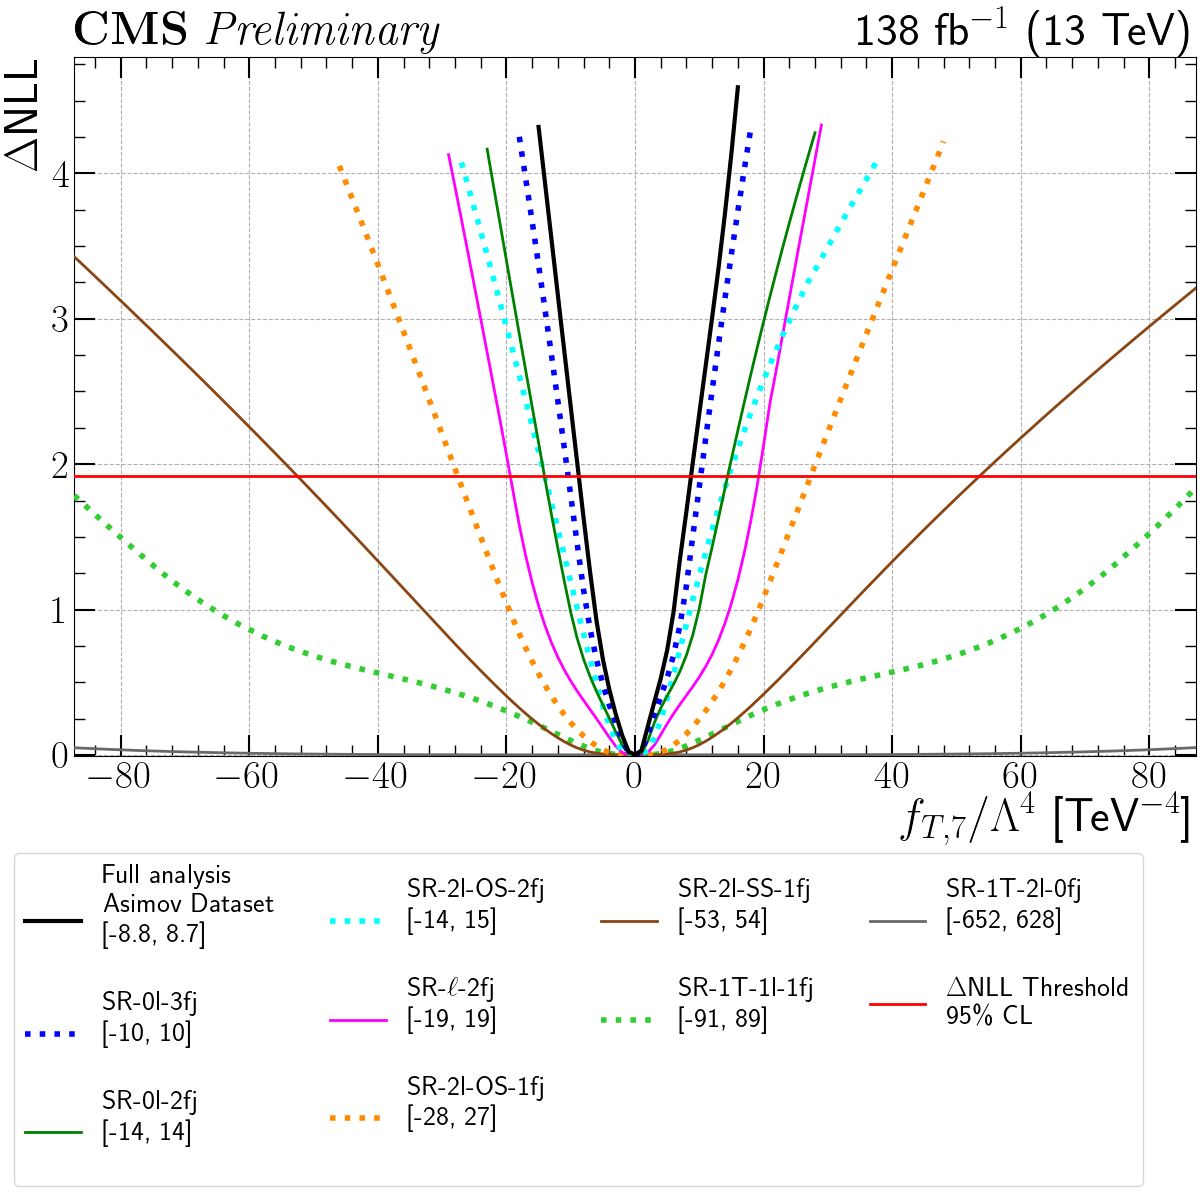 CMS Preliminary
138 fb⁻¹ (13 TeV)
ΔNLL
4
3
2
1
0
−80 −60 −40 −20 0 20 40 60 80
f_{T,7}/Λ⁴ [TeV⁻⁴]
Full analysis
Asimov Dataset
[-8.8, 8.7]
SR-0l-3fj
[-10, 10]
SR-0l-2fj
[-14, 14]
SR-2l-OS-2fj
[-14, 15]
SR-ℓ-2fj
[-19, 19]
SR-2l-OS-1fj
[-28, 27]
SR-2l-SS-1fj
[-53, 54]
SR-1T-1l-1fj
[-91, 89]
SR-1T-2l-0fj
[-652, 628]
ΔNLL Threshold
95% CL